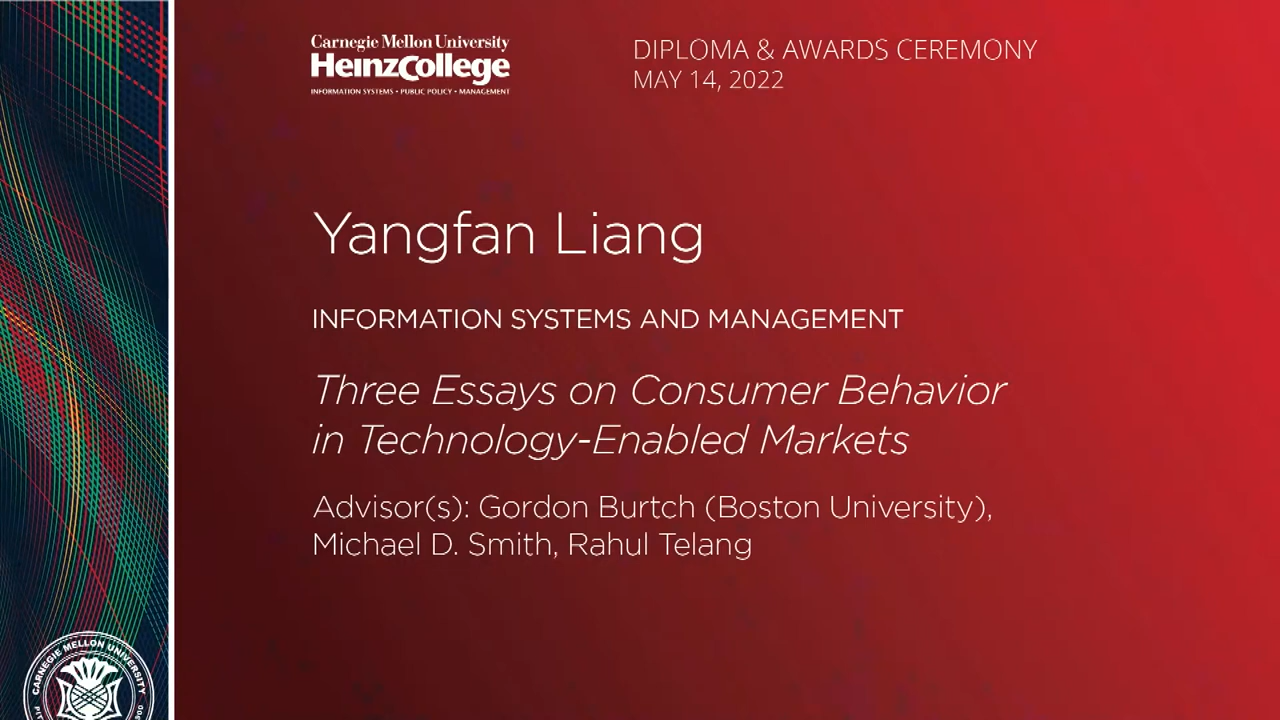 Carnegie Mellon University
HeinzCollege
INFORMATION SYSTEMS • PUBLIC POLICY • MANAGEMENT
DIPLOMA & AWARDS CEREMONY
MAY 14, 2022
Yangfan Liang
INFORMATION SYSTEMS AND MANAGEMENT
Three Essays on Consumer Behavior
in Technology-Enabled Markets
Advisor(s): Gordon Burtch (Boston University),
Michael D. Smith, Rahul Telang
CARNEGIE MELLON UNIVERSITY